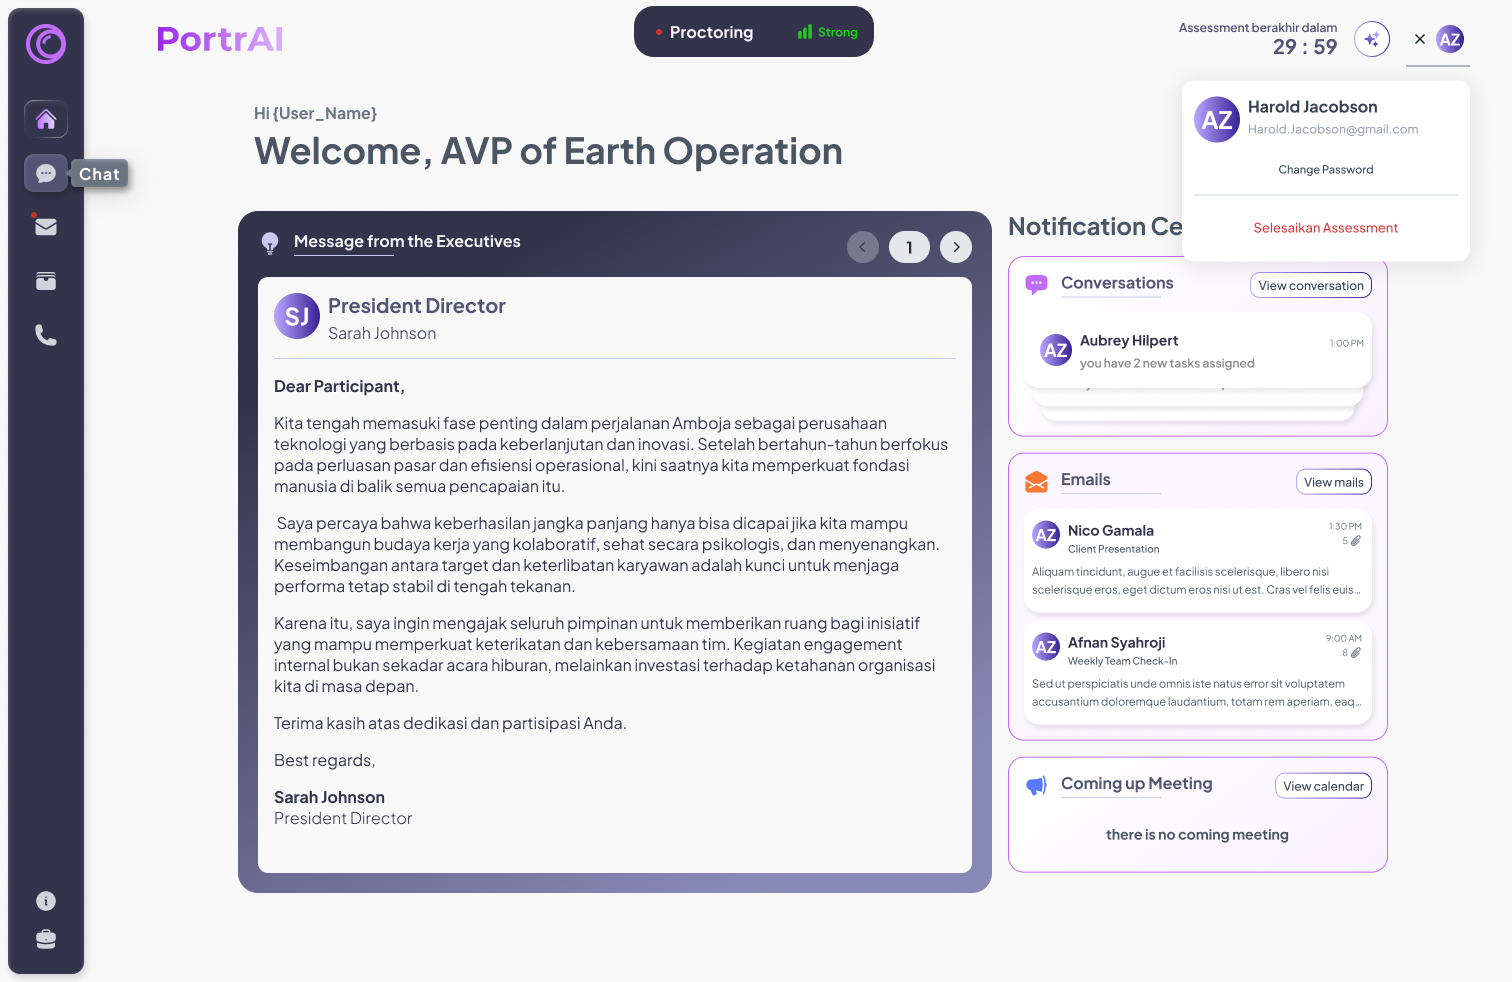 PortrAI
Proctoring
Strong
Assessment berakhir dalam
29 : 59
AZ
Harold Jacobson
Harold.Jacobson@gmail.com
AZ
Change Password
Selesaikan Assessment
Hi {User_Name}
Welcome, AVP of Earth Operation
Chat
Message from the Executives
1
SJ
President Director
Sarah Johnson
Dear Participant,
Kita tengah memasuki fase penting dalam perjalanan Amboja sebagai perusahaan
teknologi yang berbasis pada keberlanjutan dan inovasi. Setelah bertahun-tahun berfokus
pada perluasan pasar dan efisiensi operasional, kini saatnya kita memperkuat fondasi
manusia di balik semua pencapaian itu.
Saya percaya bahwa keberhasilan jangka panjang hanya bisa dicapai jika kita mampu
membangun budaya kerja yang kolaboratif, sehat secara psikologis, dan menyenangkan.
Keseimbangan antara target dan keterlibatan karyawan adalah kunci untuk menjaga
performa tetap stabil di tengah tekanan.
Karena itu, saya ingin mengajak seluruh pimpinan untuk memberikan ruang bagi inisiatif
yang mampu memperkuat keterikatan dan kebersamaan tim. Kegiatan engagement
internal bukan sekadar acara hiburan, melainkan investasi terhadap ketahanan organisasi
kita di masa depan.
Terima kasih atas dedikasi dan partisipasi Anda.
Best regards,
Sarah Johnson
President Director
Notification Ce
Conversations
View conversation
AZ
Aubrey Hilpert
1:00 PM
you have 2 new tasks assigned
Emails
View mails
AZ
Nico Gamala
1:30 PM
Client Presentation
5
Aliquam tincidunt, augue et facilisis scelerisque, libero nisi
scelerisque eros, eget dictum eros nisi ut est. Cras vel felis euis...
AZ
Afnan Syahroji
9:00 AM
Weekly Team Check-In
8
Sed ut perspiciatis unde omnis iste natus error sit voluptatem
accusantium doloremque laudantium, totam rem aperiam, eaq...
Coming up Meeting
View calendar
there is no coming meeting